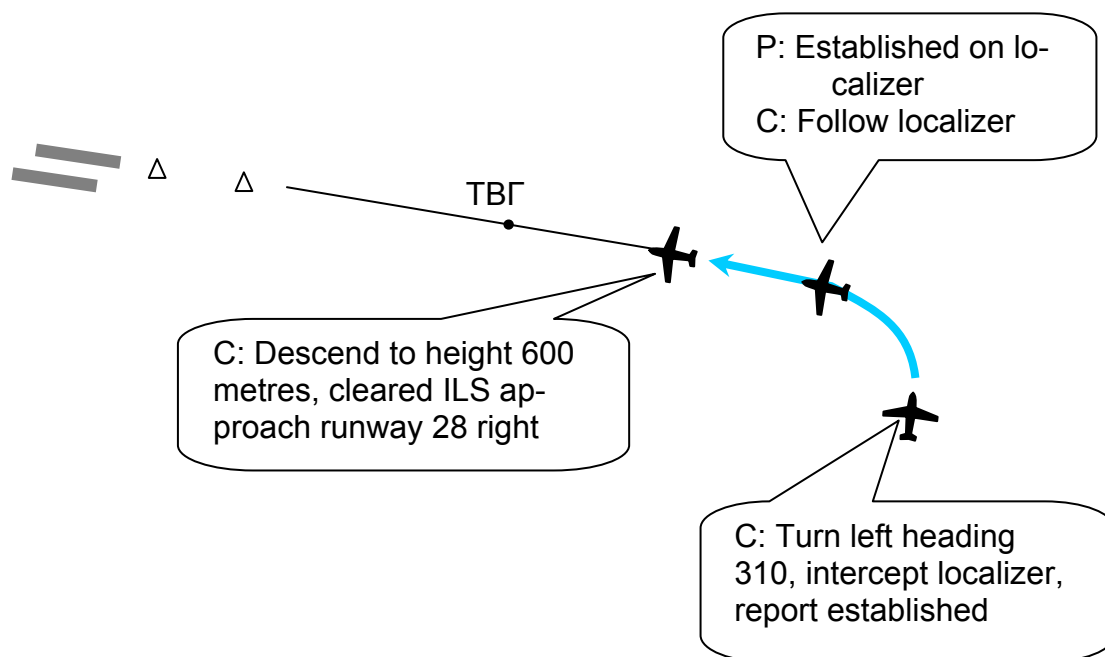 P: Established on lo-
calizer
C: Follow localizer
ТВГ
C: Descend to height 600
metres, cleared ILS ap-
proach runway 28 right
C: Turn left heading
310, intercept localizer,
report established